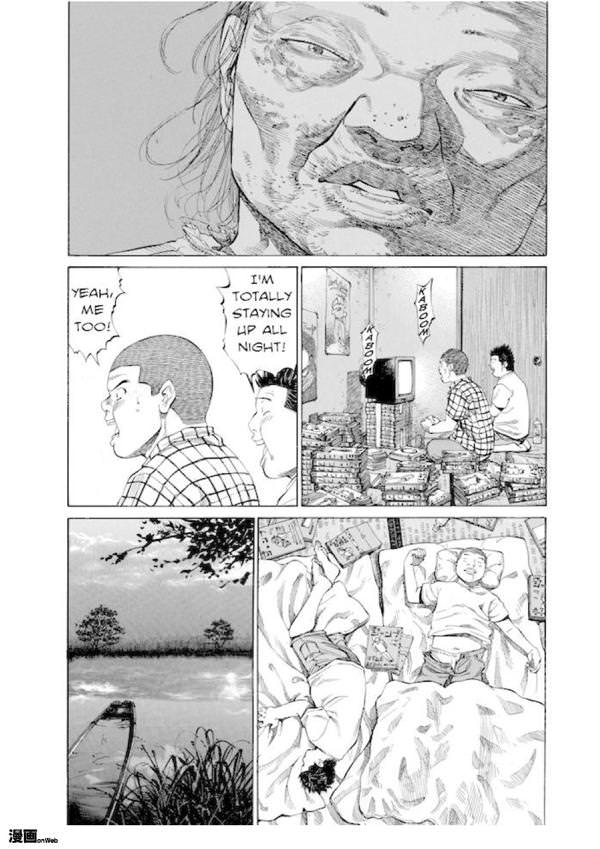 I'M
TOTALLY
STAYING
UP ALL
NIGHT!
YEAH,
ME
TOO!
KABOOM
KABOOM
漫画onWeb